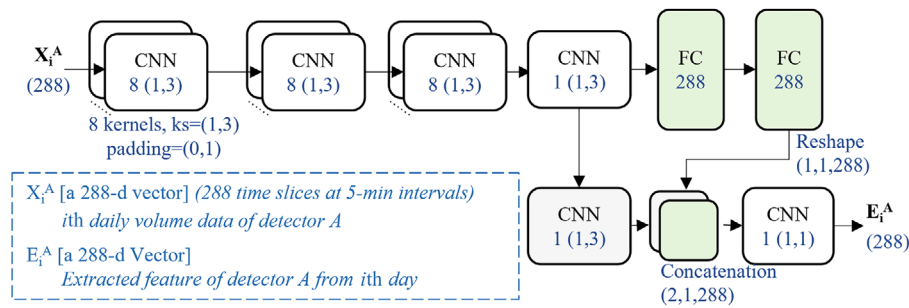 X_i^A
(288)
CNN
8 (1,3)
CNN
8 (1,3)
CNN
8 (1,3)
CNN
1 (1,3)
FC
288
FC
288
8 kernels, ks=(1,3)
padding=(0,1)
Reshape
(1,1,288)
X_i^A [a 288-d vector] (288 time slices at 5-min intervals)
ith daily volume data of detector A
E_i^A [a 288-d Vector]
Extracted feature of detector A from ith day
CNN
1 (1,3)
Concatenation
(2,1,288)
CNN
1 (1,1)
E_i^A
(288)